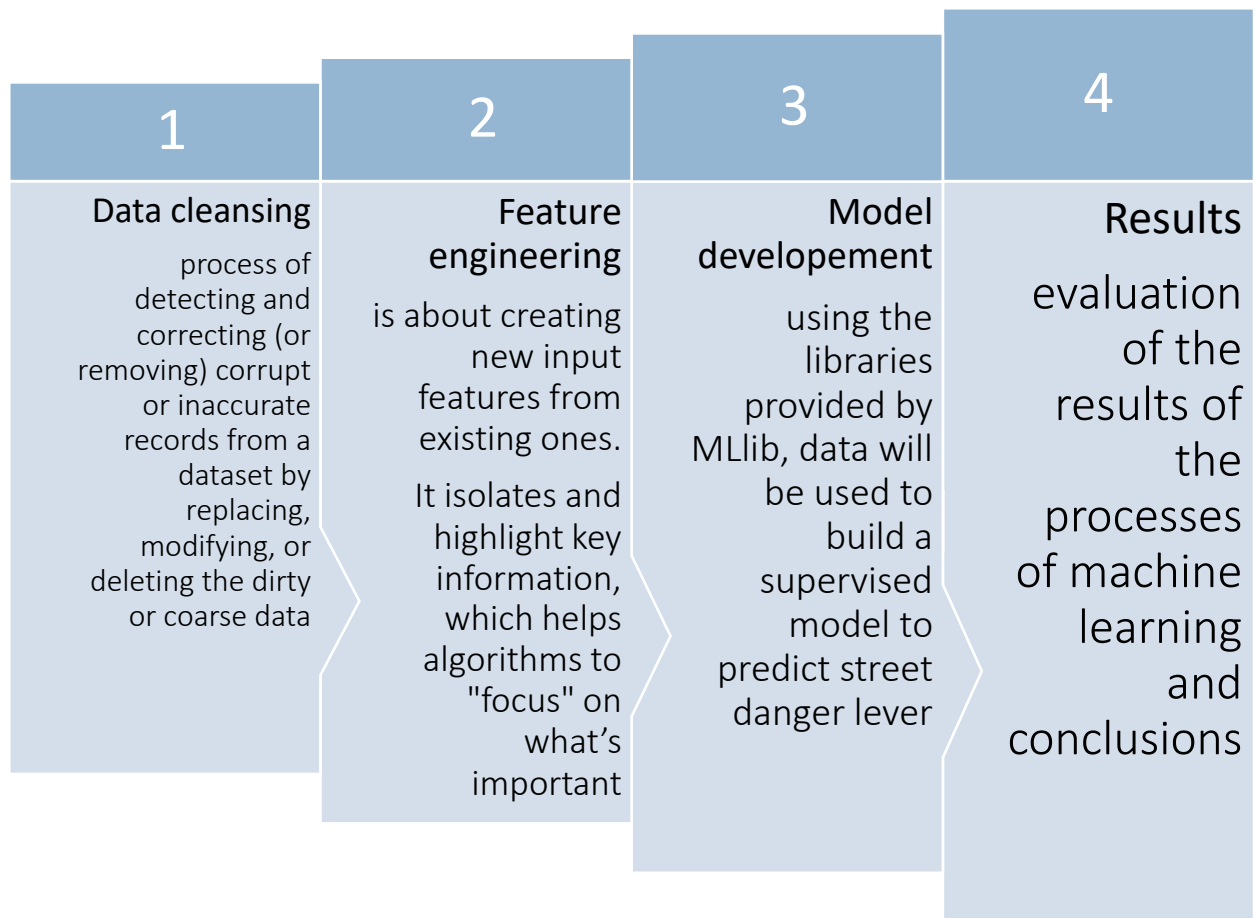 1
Data cleansing
process of
detecting and
correcting (or
removing) corrupt
or inaccurate
records from a
dataset by
replacing,
modifying, or
deleting the dirty
or coarse data
2
Feature
engineering
is about creating
new input
features from
existing ones.
It isolates and
highlight key
information,
which helps
algorithms to
"focus" on
what’s
important
3
Model
developement
using the
libraries
provided by
MLlib, data will
be used to
build a
supervised
model to
predict street
danger lever
4
Results
evaluation
of the
results of
the
processes
of machine
learning
and
conclusions